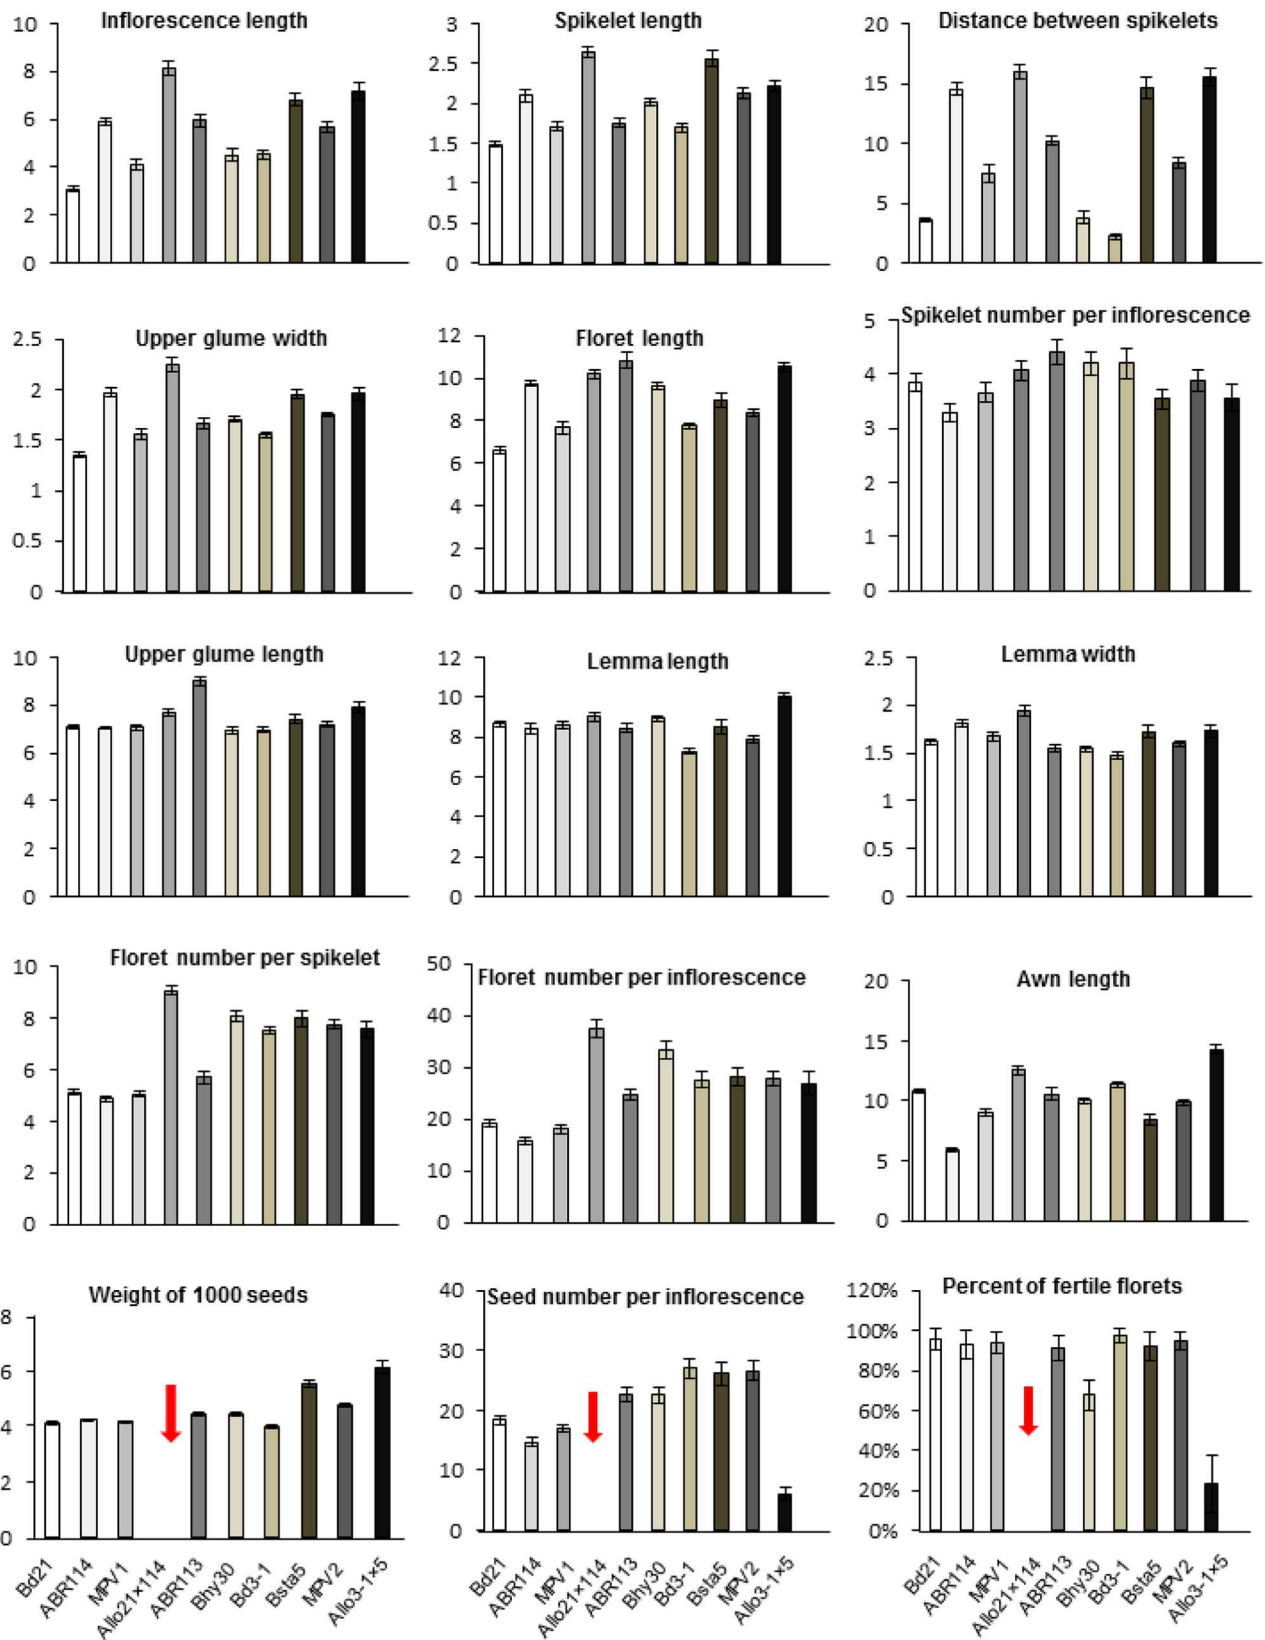 Inflorescence length
10
8
6
4
2
0
Spikelet length
3
2.5
2
1.5
1
0.5
0
Distance between spikelets
20
15
10
5
0
Upper glume width
2.5
2
1.5
1
0.5
0
Floret length
12
10
8
6
4
2
0
Spikelet number per inflorescence
5
4
3
2
1
0
Upper glume length
10
8
6
4
2
0
Lemma length
12
10
8
6
4
2
0
Lemma width
2.5
2
1.5
1
0.5
0
Floret number per spikelet
10
8
6
4
2
0
Floret number per inflorescence
50
40
30
20
10
0
Awn length
20
15
10
5
0
Weight of 1000 seeds
8
6
4
2
0
Seed number per inflorescence
40
30
20
10
0
Percent of fertile florets
120%
100%
80%
60%
40%
20%
0%
Bd21
ABR114
MPV1
Allo21×114
ABR113
Bhy30
Bd3-1
Bsta5
MPV2
Allo3-1×5
Bd21
ABR114
MPV1
Allo21×114
ABR113
Bhy30
Bd3-1
Bsta5
MPV2
Allo3-1×5
Bd21
ABR114
MPV1
Allo21×114
ABR113
Bhy30
Bd3-1
Bsta5
MPV2
Allo3-1×5